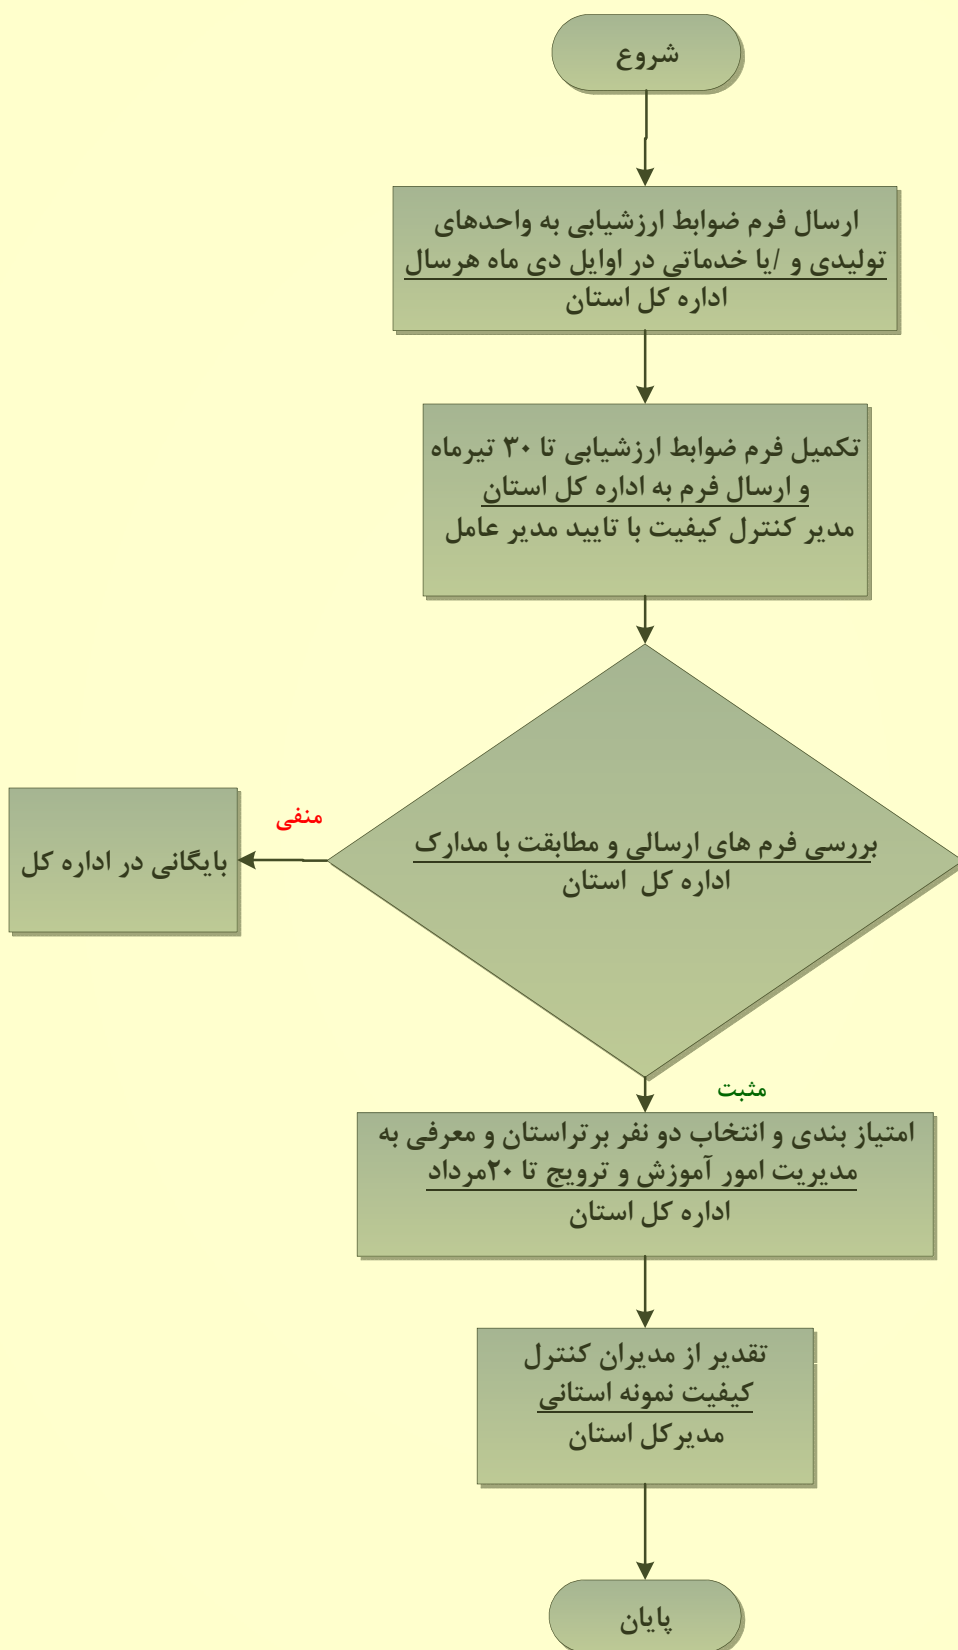 شروع
ارسال فرم ضوابط ارزشیابی به واحدهای
تولیدی و /یا خدماتی در اوایل دی ماه هرسال
اداره کل استان
تکمیل فرم ضوابط ارزشیابی تا ۳۰ تیرماه
و ارسال فرم به اداره کل استان
مدیر کنترل کیفیت با تایید مدیر عامل
بررسی فرم های ارسالی و مطابقت با مدارک
اداره کل استان
منفی
بایگانی در اداره کل
مثبت
امتیاز بندی و انتخاب دو نفر برتراستان و معرفی به
مدیریت امور آموزش و ترویج تا ۲۰مرداد
اداره کل استان
تقدیر از مدیران کنترل
کیفیت نمونه استانی
مدیرکل استان
پایان